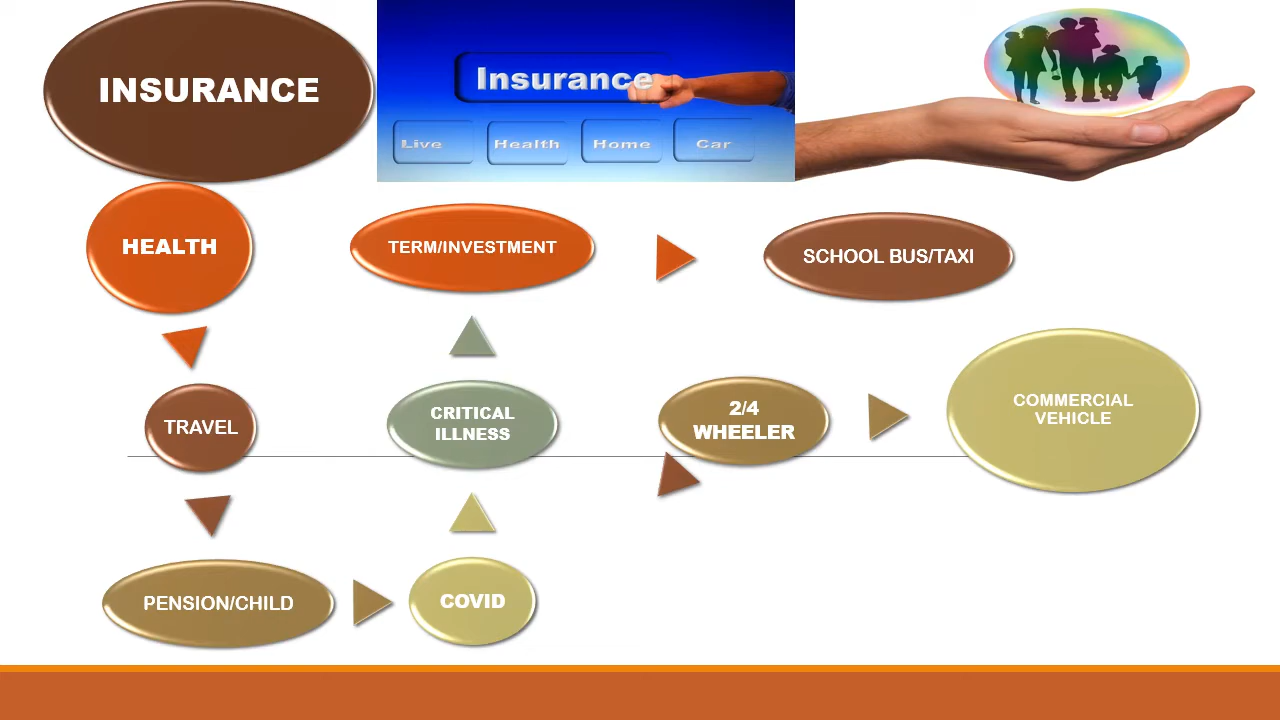 INSURANCE
Insurance
Live
Health
Home
Car
HEALTH
TERM/INVESTMENT
SCHOOL BUS/TAXI
TRAVEL
CRITICAL
ILLNESS
2/4
WHEELER
COMMERCIAL
VEHICLE
PENSION/CHILD
COVID